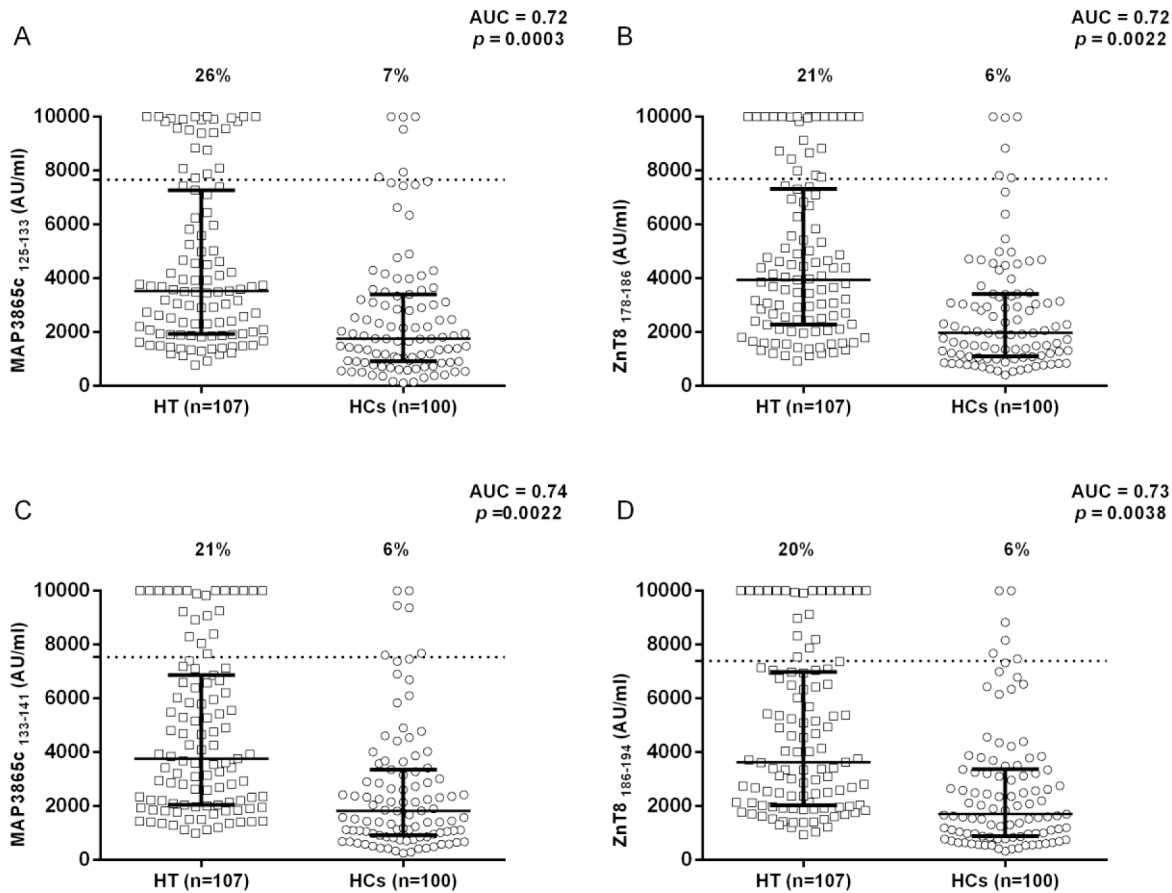 A
AUC = 0.72
p = 0.0003
26%
7%
10000
8000
6000
4000
2000
0
MAP3865c 125-133 (AU/ml)
HT (n=107)
HCs (n=100)
B
AUC = 0.72
p = 0.0022
21%
6%
10000
8000
6000
4000
2000
0
ZnT8 178-186 (AU/ml)
HT (n=107)
HCs (n=100)
C
AUC = 0.74
p =0.0022
21%
6%
10000
8000
6000
4000
2000
0
MAP3865c 133-141 (AU/ml)
HT (n=107)
HCs (n=100)
D
AUC = 0.73
p = 0.0038
20%
6%
10000
8000
6000
4000
2000
0
ZnT8 186-194 (AU/ml)
HT (n=107)
HCs (n=100)